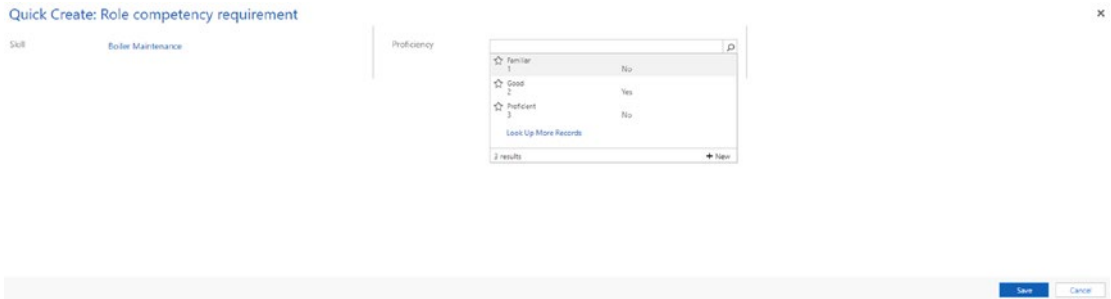 Quick Create: Role competency requirement
Skill
Boiler Maintenance
Proficiency
Familiar
1 No
Good
2 Yes
Proficient
3 No
Look Up More Records
3 results + New
Save Cancel